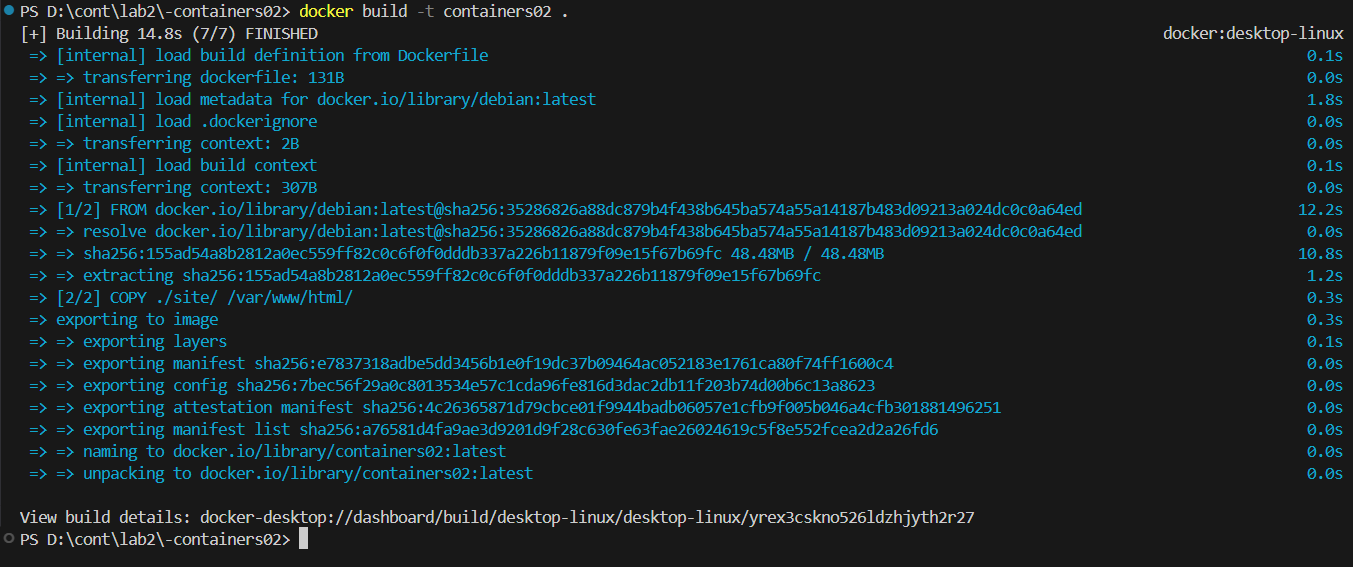 PS D:\cont\lab2\-containers02> docker build -t containers02 .
[+] Building 14.8s (7/7) FINISHED docker:desktop-linux
=> [internal] load build definition from Dockerfile 0.1s
=> => transferring dockerfile: 131B 0.0s
=> [internal] load metadata for docker.io/library/debian:latest 1.8s
=> [internal] load .dockerignore 0.0s
=> => transferring context: 2B 0.0s
=> [internal] load build context 0.1s
=> => transferring context: 307B 0.0s
=> [1/2] FROM docker.io/library/debian:latest@sha256:35286826a88dc879b4f438b645ba574a55a14187b483d09213a024dc0c0a64ed 12.2s
=> => resolve docker.io/library/debian:latest@sha256:35286826a88dc879b4f438b645ba574a55a14187b483d09213a024dc0c0a64ed 0.0s
=> => sha256:155ad54a8b2812a0ec559ff82c0c6f0f0dddb337a226b11879f09e15f67b69fc 48.48MB / 48.48MB 10.8s
=> => extracting sha256:155ad54a8b2812a0ec559ff82c0c6f0f0dddb337a226b11879f09e15f67b69fc 1.2s
=> [2/2] COPY ./site/ /var/www/html/ 0.3s
=> exporting to image 0.3s
=> => exporting layers 0.1s
=> => exporting manifest sha256:e7837318adbe5dd3456b1e0f19dc37b09464ac052183e1761ca80f74ff1600c4 0.0s
=> => exporting config sha256:7bec56f29a0c8013534e57c1cda96fe816d3dac2db11f203b74d00b6c13a8623 0.0s
=> => exporting attestation manifest sha256:4c26365871d79cbce01f9944badb06057e1cfb9f005b046a4cfb301881496251 0.0s
=> => exporting manifest list sha256:a76581d4fa9ae3d9201d9f28c630fe63fae26024619c5f8e552fcea2d2a26fd6 0.0s
=> => naming to docker.io/library/containers02:latest 0.0s
=> => unpacking to docker.io/library/containers02:latest 0.0s
View build details: docker-desktop://dashboard/build/desktop-linux/desktop-linux/yrex3cskno526ldzhjyth2r27
PS D:\cont\lab2\-containers02>